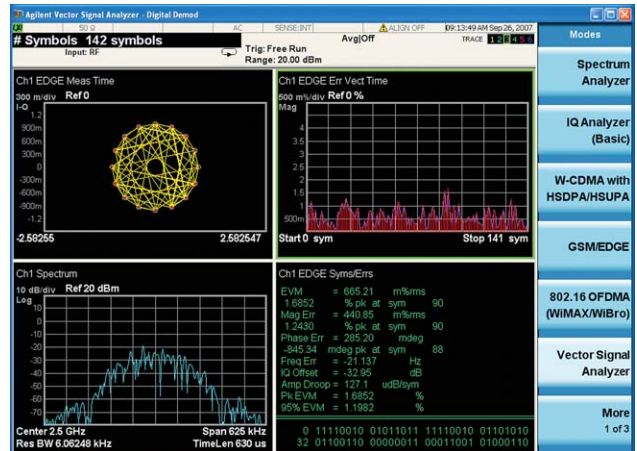 Agilent Vector Signal Analyzer - Digital Demod
50 Ω AC SENSE:INT ALIGN OFF 09:13:49 AM Sep 26, 2007
# Symbols 142 symbols
Input: RF
Trig: Free Run
Range: 20.00 dBm
Avg|Off
TRACE 1 2 3 4 5 6
Ch1 EDGE Meas Time
300 m/div Ref 0
I-Q
1.2
900m
600m
300m
0
-300m
-600m
-900m
-1.2
-2.58255 2.582547
Ch1 EDGE Err Vect Time
500 m%/div Ref 0 %
Mag
4
3.5
3
2.5
2
1.5
1
500m
Start 0 sym Stop 141 sym
Ch1 Spectrum
10 dB/div Ref 20 dBm
Log
10
0
-10
-20
-30
-40
-50
-60
-70
Center 2.5 GHz Span 625 kHz
Res BW 6.06248 kHz TimeLen 630 us
Ch1 EDGE Syms/Errs
EVM = 665.21 m%rms
1.6852 % pk at sym 90
Mag Err = 440.85 m%rms
1.2430 % pk at sym 90
Phase Err = 285.20 mdeg
-845.34 mdeg pk at sym 88
Freq Err = -21.137 Hz
IQ Offset = -32.95 dB
Amp Droop = 127.1 udB/sym
Pk EVM = 1.6852 %
95% EVM = 1.1982 %
0 11110010 01011011 11110010 01101010
32 01100110 00000011 00011001 01000110
Modes
Spectrum
Analyzer
IQ Analyzer
(Basic)
W-CDMA with
HSDPA/HSUPA
GSM/EDGE
802.16 OFDMA
(WiMAX/WiBro)
Vector Signal
Analyzer
More
1 of 3